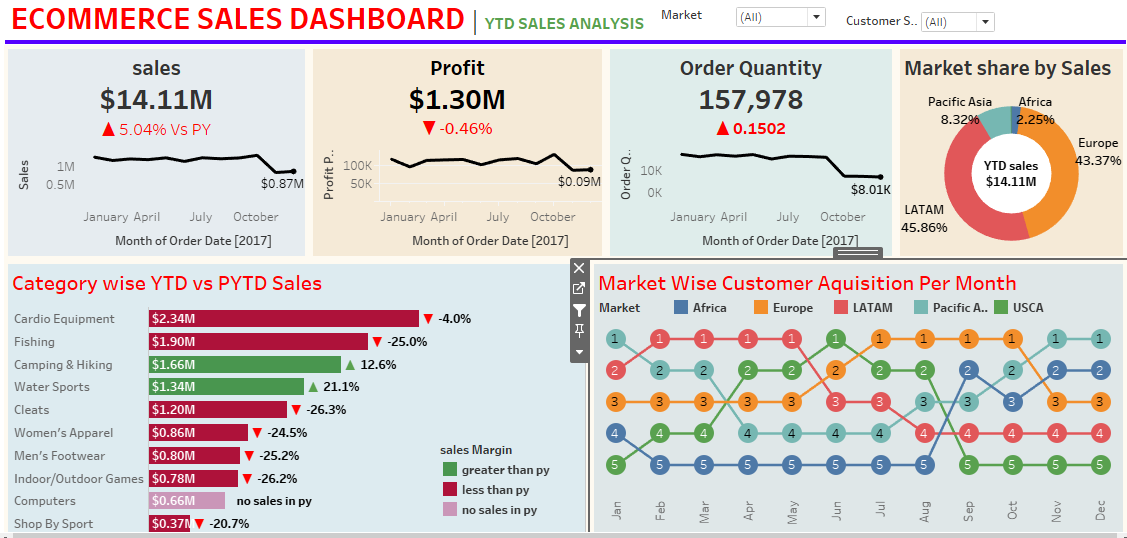 ECOMMERCE SALES DASHBOARD | YTD SALES ANALYSIS
Market (All)
Customer S.. (All)
sales
$14.11M
▲ 5.04% Vs PY
Sales
1M
0.5M
$0.87M
January April July October
Month of Order Date [2017]
Profit
$1.30M
▼ -0.46%
Profit P..
100K
50K
$0.09M
January April July October
Month of Order Date [2017]
Order Quantity
157,978
▲ 0.1502
Order Q..
10K
0K
$8.01K
January April July October
Month of Order Date [2017]
Market share by Sales
Pacific Asia
8.32%
Africa
2.25%
Europe
43.37%
YTD sales
$14.11M
LATAM
45.86%
Category wise YTD vs PYTD Sales
Cardio Equipment $2.34M ▼ -4.0%
Fishing $1.90M ▼ -25.0%
Camping & Hiking $1.66M ▲ 12.6%
Water Sports $1.34M ▲ 21.1%
Cleats $1.20M ▼ -26.3%
Women's Apparel $0.86M ▼ -24.5%
Men's Footwear $0.80M ▼ -25.2%
Indoor/Outdoor Games $0.78M ▼ -26.2%
Computers $0.66M no sales in py
Shop By Sport $0.37M ▼ -20.7%
sales Margin
greater than py
less than py
no sales in py
Market Wise Customer Aquisition Per Month
Market Africa Europe LATAM Pacific A.. USCA
1 1 1 1 1 1 1 1 1 1 1 1
2 2 2 2 2 2 2 2 2 2 2 2
3 3 3 3 3 3 3 3 3 3 3 3
4 4 4 4 4 4 4 4 4 4 4 4
5 5 5 5 5 5 5 5 5 5 5 5
Jan Feb Mar Apr May Jun Jul Aug Sep Oct Nov Dec